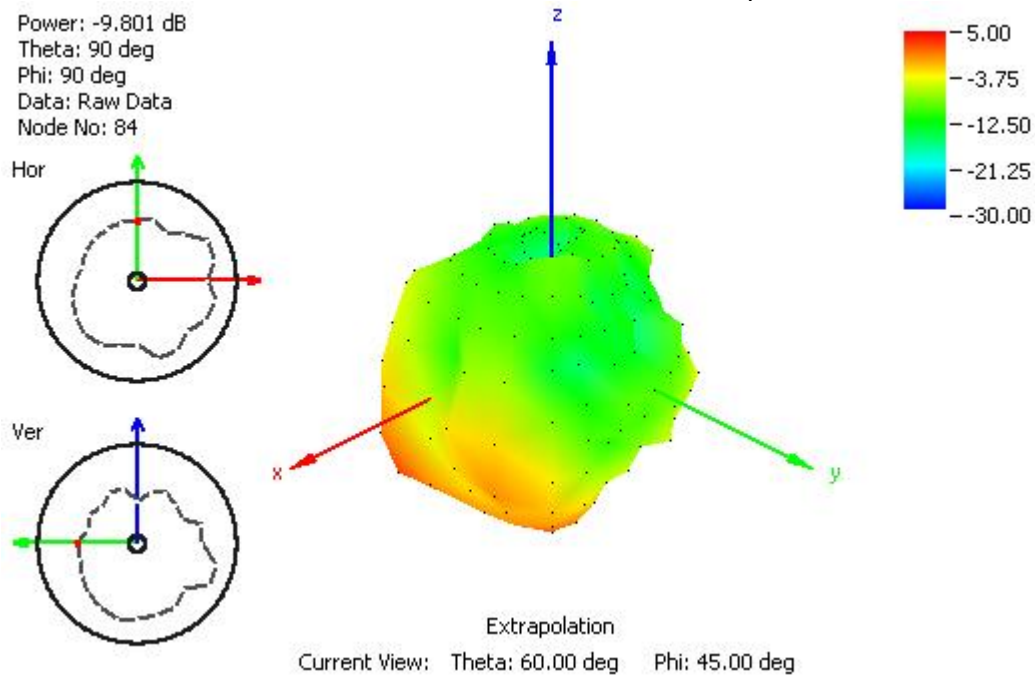 Power: -9.801 dB
Theta: 90 deg
Phi: 90 deg
Data: Raw Data
Node No: 84
Hor
Ver
z
x
y
5.00
-3.75
-12.50
-21.25
-30.00
Extrapolation
Current View: Theta: 60.00 deg Phi: 45.00 deg